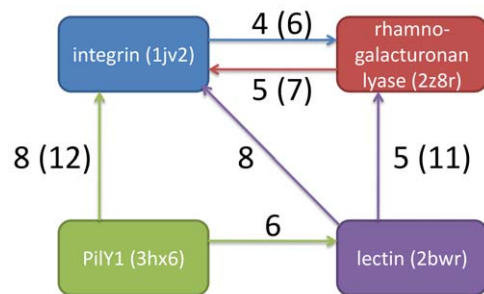 4 (6)
integrin (1jv2)
rhamno-
galacturonan
lyase (2z8r)
5 (7)
8 (12)
8
5 (11)
6
PilY1 (3hx6)
lectin (2bwr)